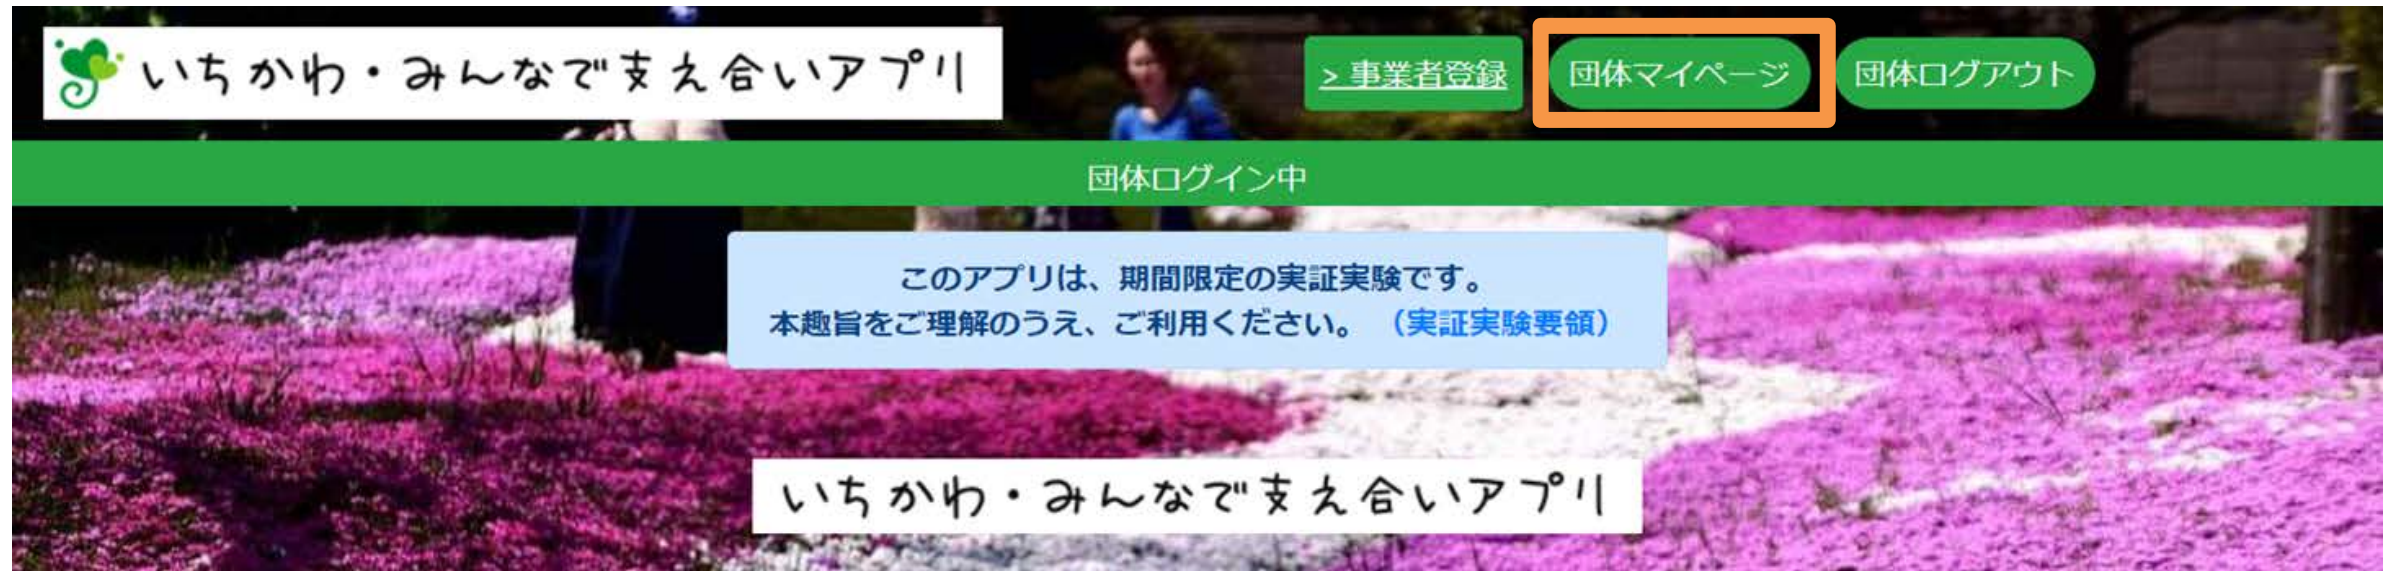 いちかわ・みんなで支え合いアプリ
> 事業者登録
団体マイページ
団体ログアウト
団体ログイン中
このアプリは、期間限定の実証実験です。
本趣旨をご理解のうえ、ご利用ください。（実証実験要領）
いちかわ・みんなで支え合いアプリ